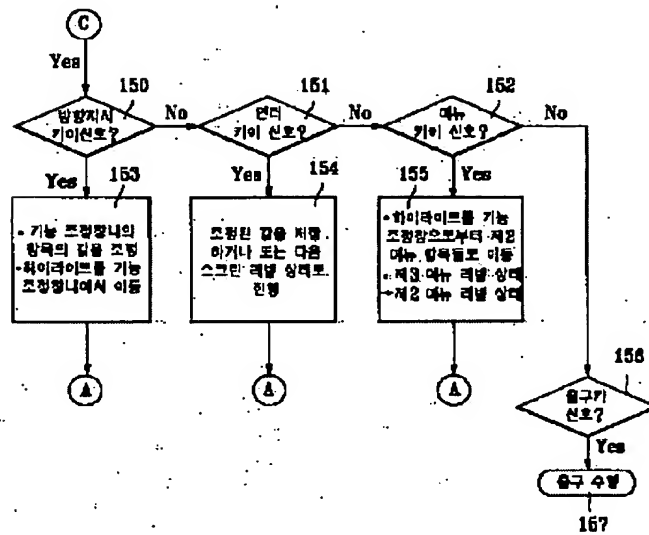 C
Yes
150
방향지시
키이신호?
No
151
엔터
키이 신호?
No
152
메뉴
키이 신호?
No
Yes
153
• 기능 조정창내의
항목의 값을 조정
•하이라이트를 기능
조정창내에서 이동
Yes
154
조정된 값을 저장
하거나 또는 다음
스크린 레벨 상태로
진행
Yes
155
•하이라이트를 기능
조정창으로부터 제2
메뉴 항목들로 이동
제3 메뉴 레벨 상태
→제2 메뉴 레벨 상태
A
A
A
156
출구키
신호?
Yes
출구 수행
157